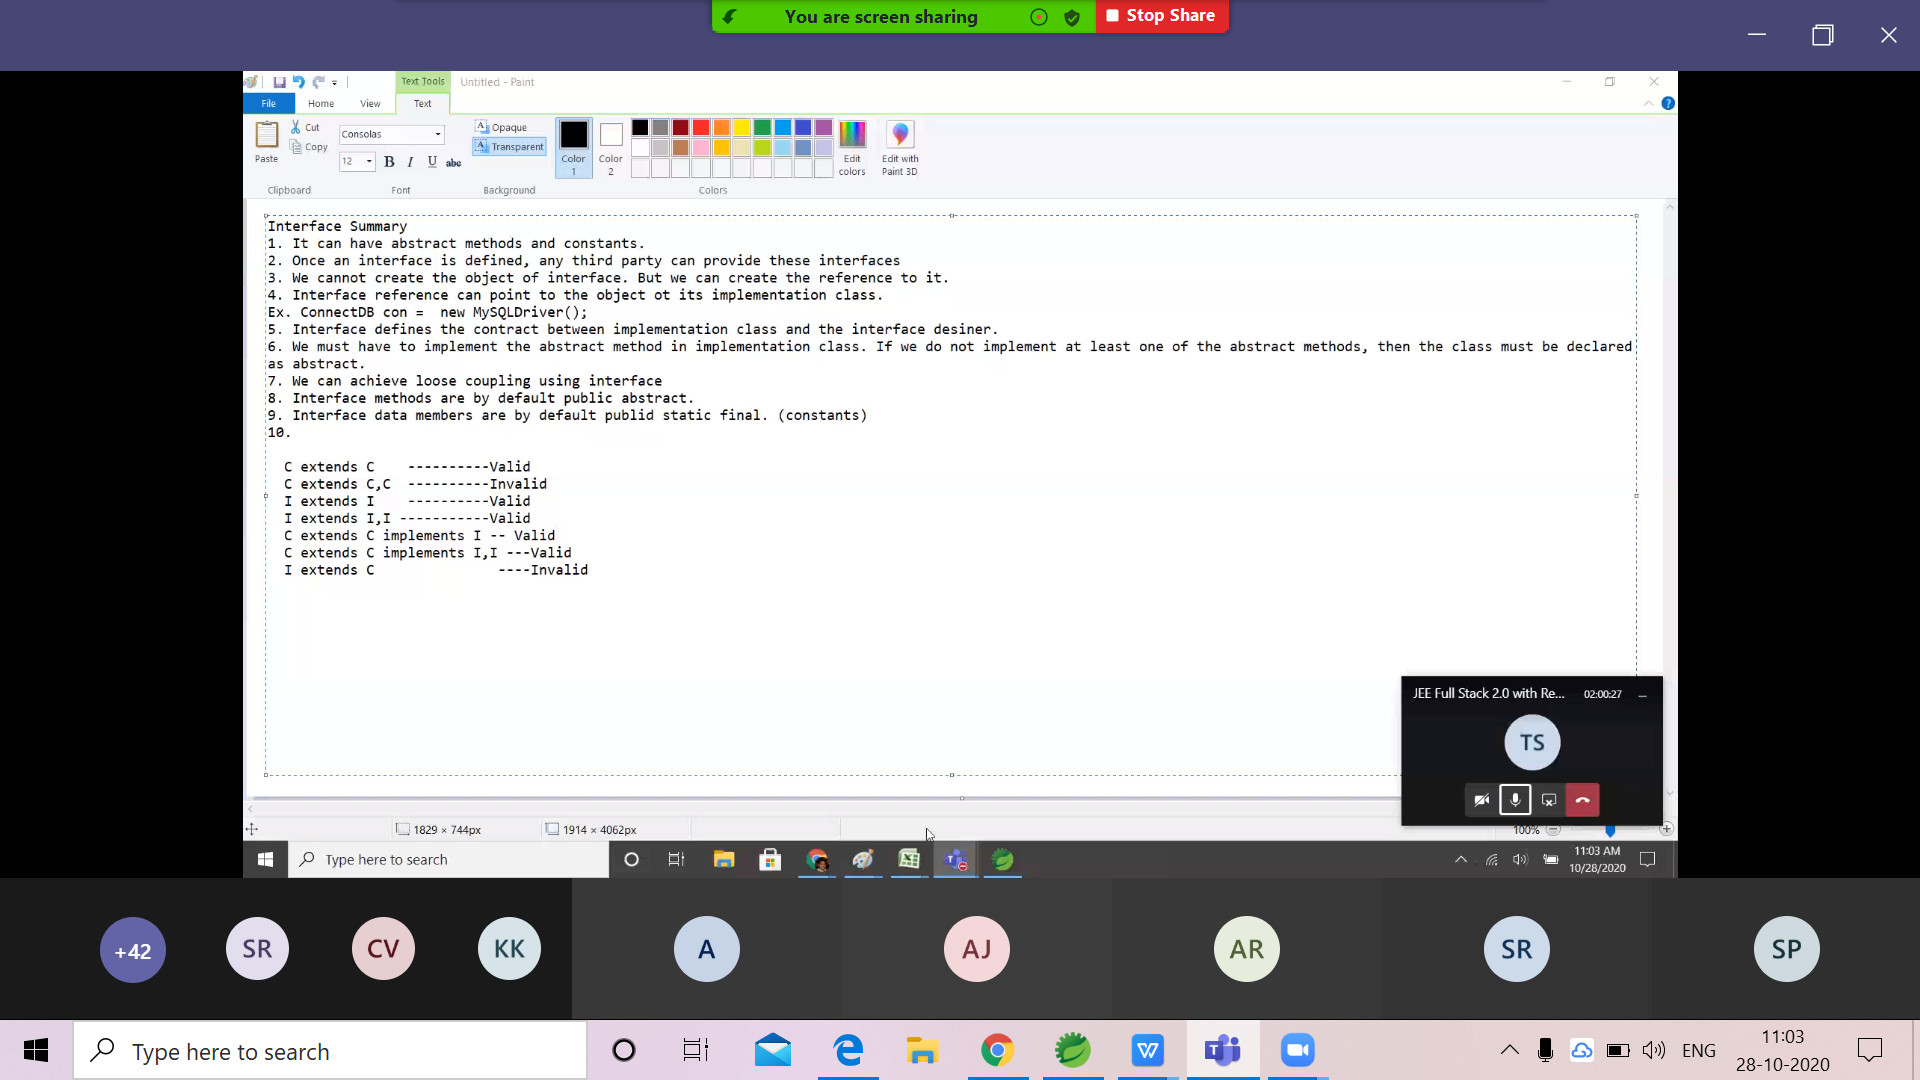 You are screen sharing
Stop Share
Text Tools
Untitled - Paint
File
Home
View
Text
Paste
Cut
Copy
Clipboard
Consolas
12
B I U abc
Font
Opaque
Transparent
Background
Color 1
Color 2
Edit colors
Edit with Paint 3D
Colors
Interface Summary
1. It can have abstract methods and constants.
2. Once an interface is defined, any third party can provide these interfaces
3. We cannot create the object of interface. But we can create the reference to it.
4. Interface reference can point to the object ot its implementation class.
Ex. ConnectDB con =  new MySQLDriver();
5. Interface defines the contract between implementation class and the interface desiner.
6. We must have to implement the abstract method in implementation class. If we do not implement at least one of the abstract methods, then the class must be declared
as abstract.
7. We can achieve loose coupling using interface
8. Interface methods are by default public abstract.
9. Interface data members are by default publid static final. (constants)
10.
C extends C    ----------Valid
C extends C,C  ----------Invalid
I extends I    ----------Valid
I extends I,I -----------Valid
C extends C implements I -- Valid
C extends C implements I,I ---Valid
I extends C               ----Invalid
JEE Full Stack 2.0 with Re...
02:00:27
TS
1829 × 744px
1914 × 4062px
100%
Type here to search
11:03 AM
10/28/2020
+42
SR
CV
KK
A
AJ
AR
SR
SP
Type here to search
ENG
11:03
28-10-2020